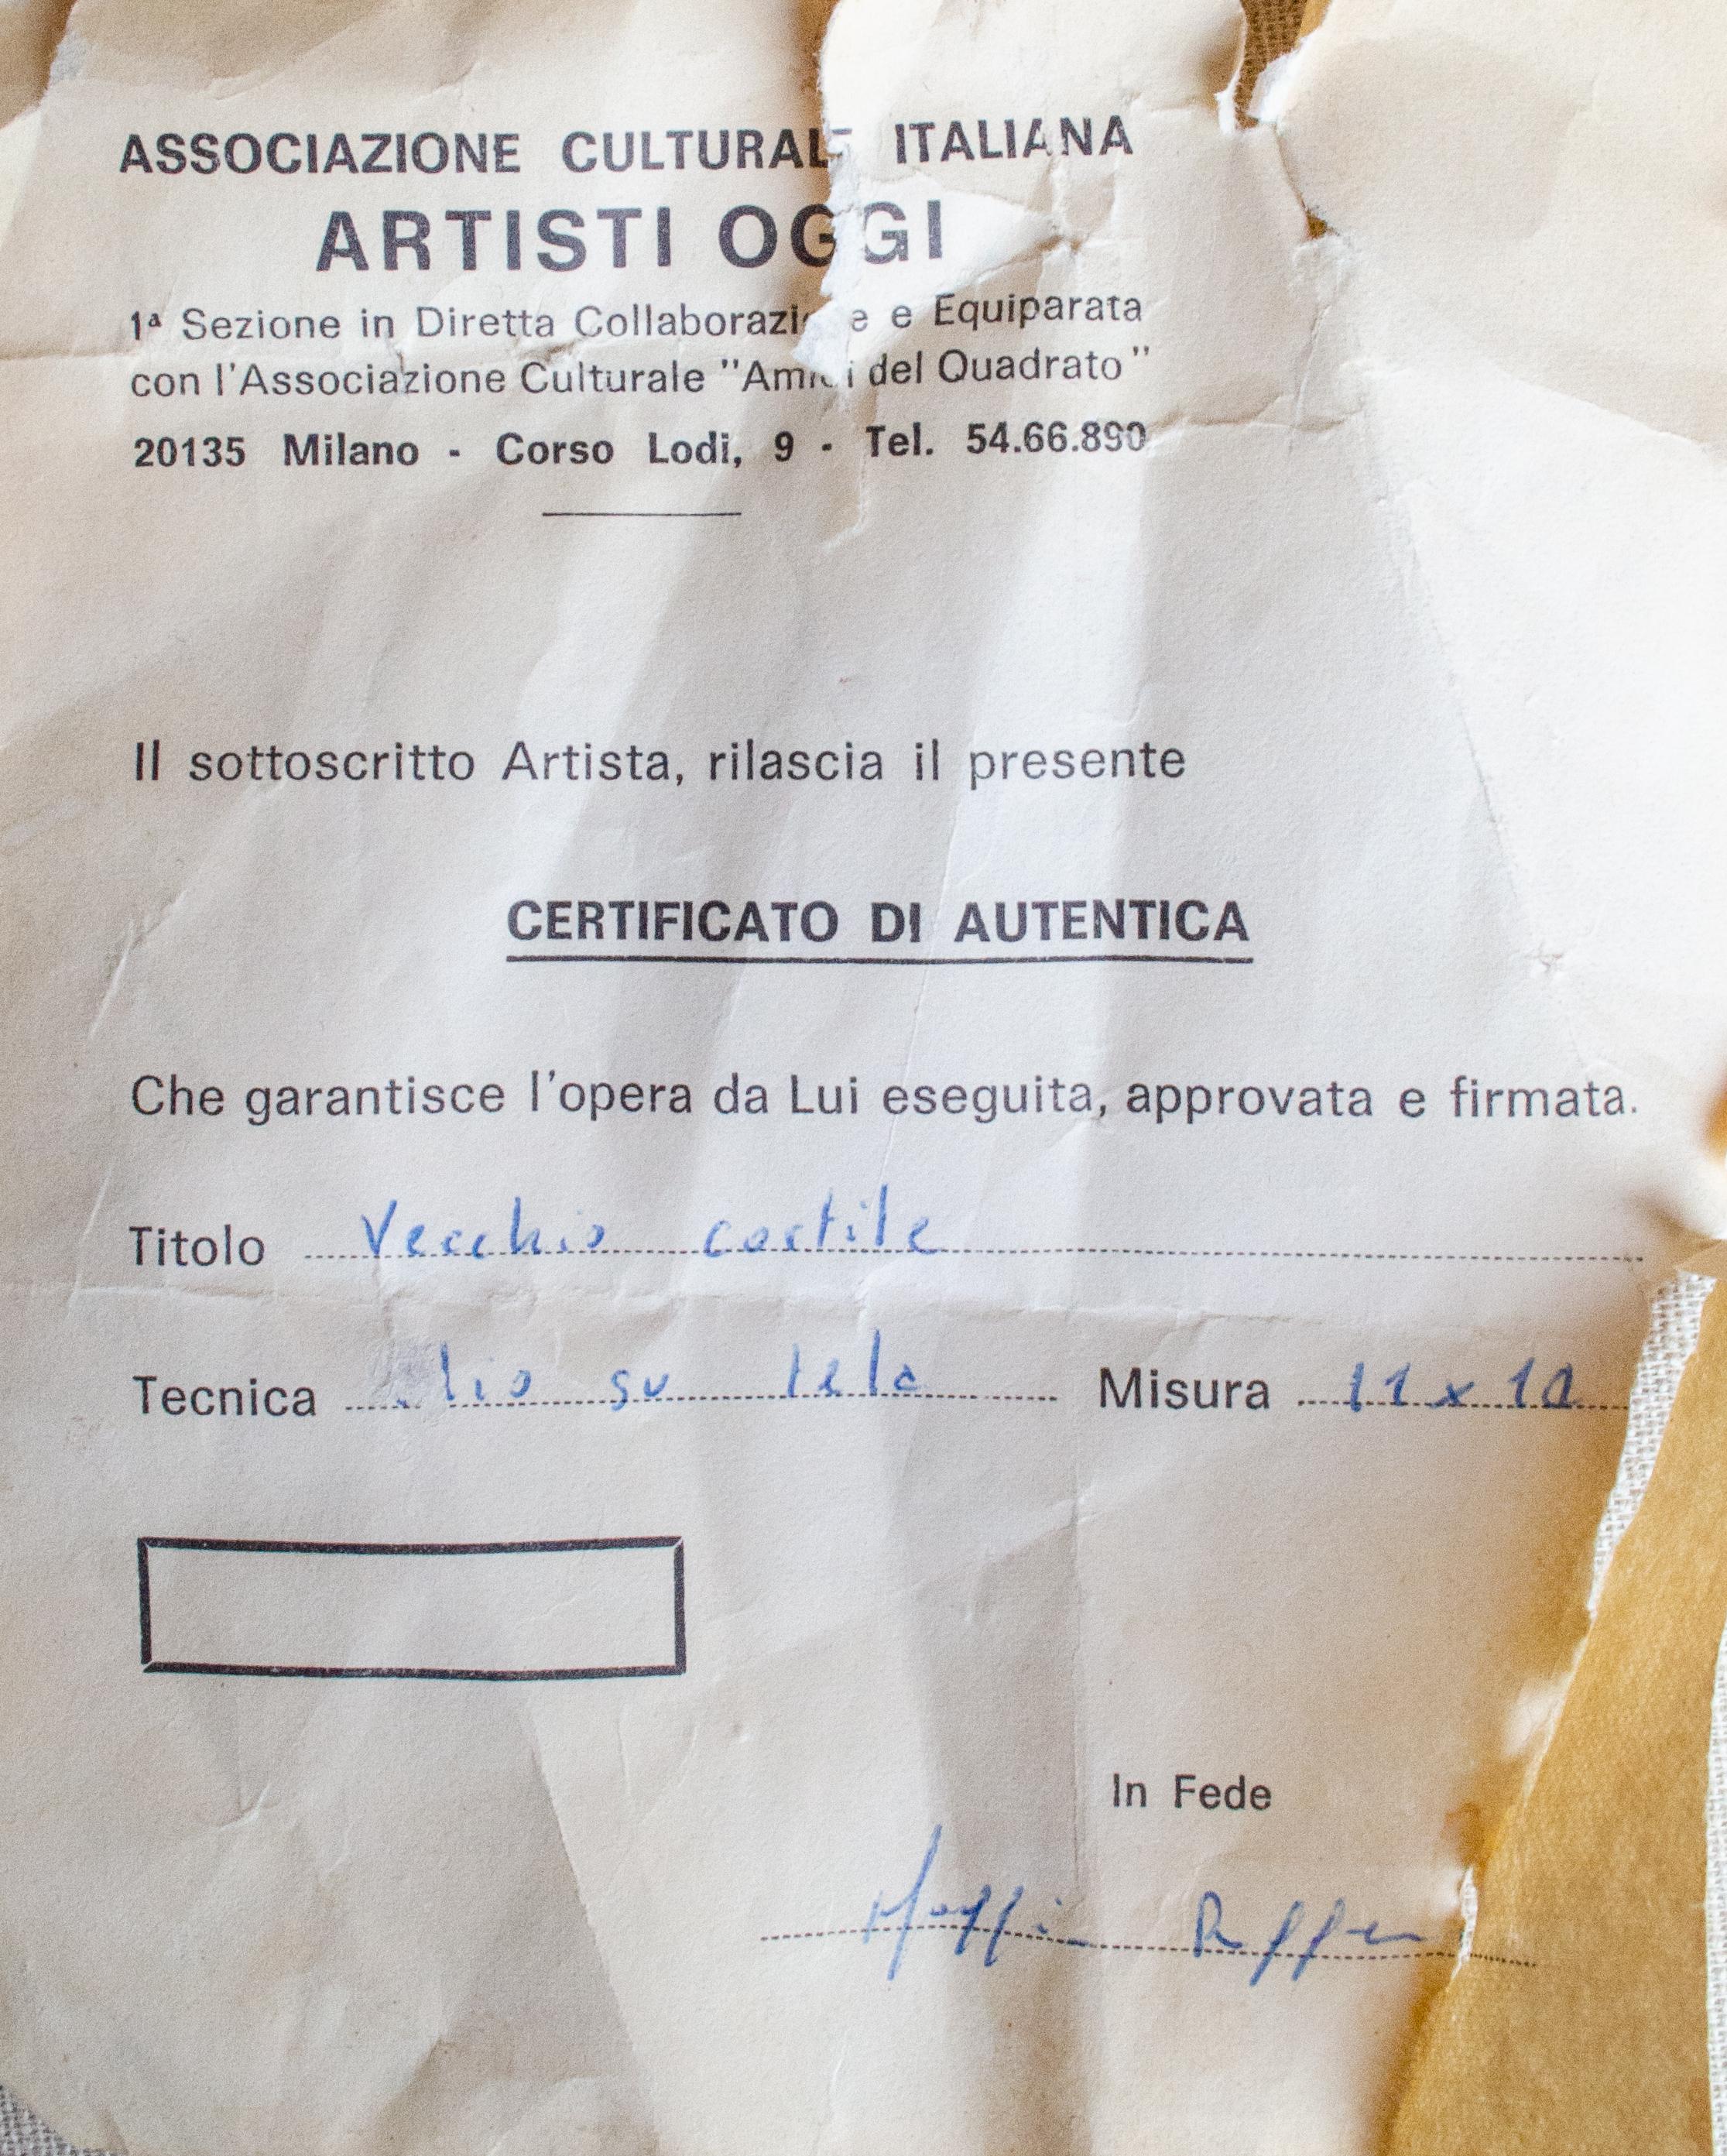 ASSOCIAZIONE CULTURALE ITALIANA
ARTISTI OGGI
1ª Sezione in Diretta Collaborazione e Equiparata
con l'Associazione Culturale "Amici del Quadrato"
20135 Milano - Corso Lodi, 9 - Tel. 54.66.890
Il sottoscritto Artista, rilascia il presente
CERTIFICATO DI AUTENTICA
Che garantisce l'opera da Lui eseguita, approvata e firmata.
Titolo Vecchio cortile
Tecnica olio su tela Misura 11 x 10
In Fede